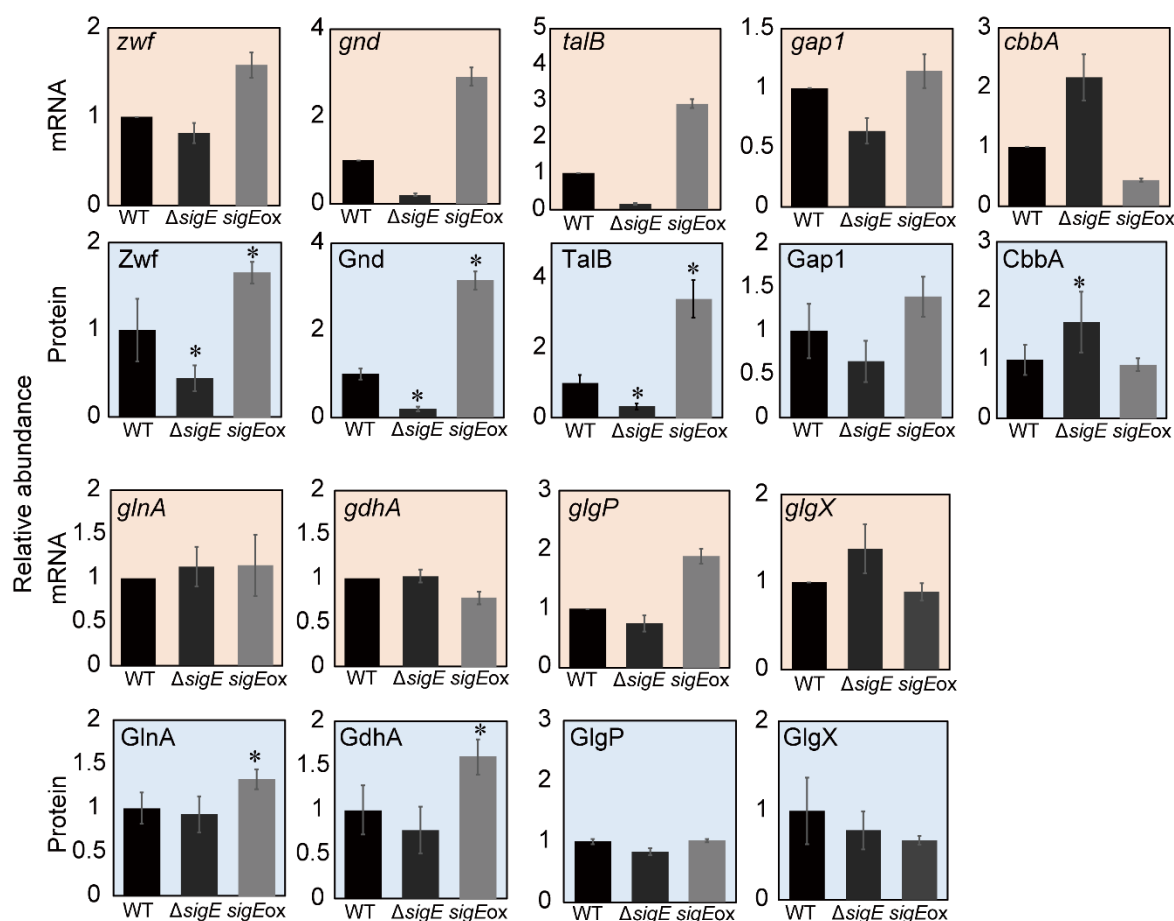 Relative abundance
mRNA
zwf
2
1
0
WT ΔsigE sigEox
gnd
4
2
0
WT ΔsigE sigEox
talB
5
4
3
2
1
0
WT ΔsigE sigEox
gap1
1.5
1
0.5
0
WT ΔsigE sigEox
cbbA
3
2
1
0
WT ΔsigE sigEox
Protein
Zwf
2
1
0
* *
WT ΔsigE sigEox
Gnd
4
2
0
* *
WT ΔsigE sigEox
TalB
4
2
0
* *
WT ΔsigE sigEox
Gap1
2
1.5
1
0.5
0
WT ΔsigE sigEox
CbbA
3
2
1
0
*
WT ΔsigE sigEox
mRNA
glnA
2
1.5
1
0.5
0
WT ΔsigE sigEox
gdhA
2
1.5
1
0.5
0
WT ΔsigE sigEox
glgP
3
2
1
0
WT ΔsigE sigEox
glgX
2
1
0
WT ΔsigE sigEox
Protein
GlnA
2
1.5
1
0.5
0
*
WT ΔsigE sigEox
GdhA
2
1.5
1
0.5
0
*
WT ΔsigE sigEox
GlgP
3
2
1
0
WT ΔsigE sigEox
GlgX
2
1.5
1
0.5
0
WT ΔsigE sigEox